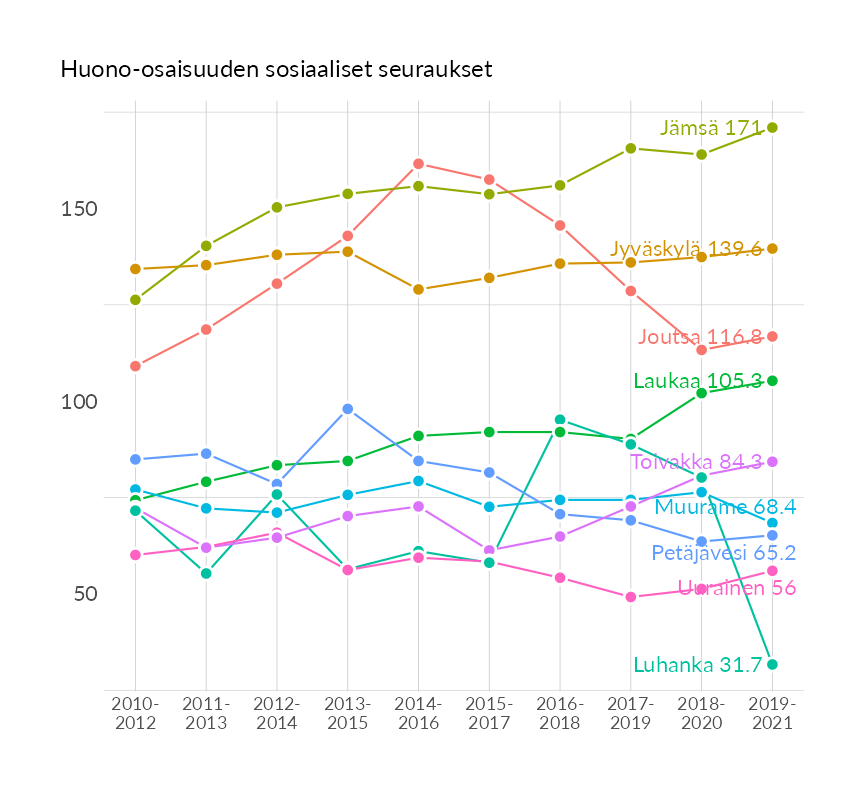 Huono-osaisuuden sosiaaliset seuraukset
Jämsä 171
150
Jyväskylä 139.6
Joutsa 116.8
Laukaa 105.3
100
Toivakka 84.3
Muurame 68.4
Petäjävesi 65.2
Uurainen 56
50
Luhanka 31.7
2010-
2012
2011-
2013
2012-
2014
2013-
2015
2014-
2016
2015-
2017
2016-
2018
2017-
2019
2018-
2020
2019-
2021